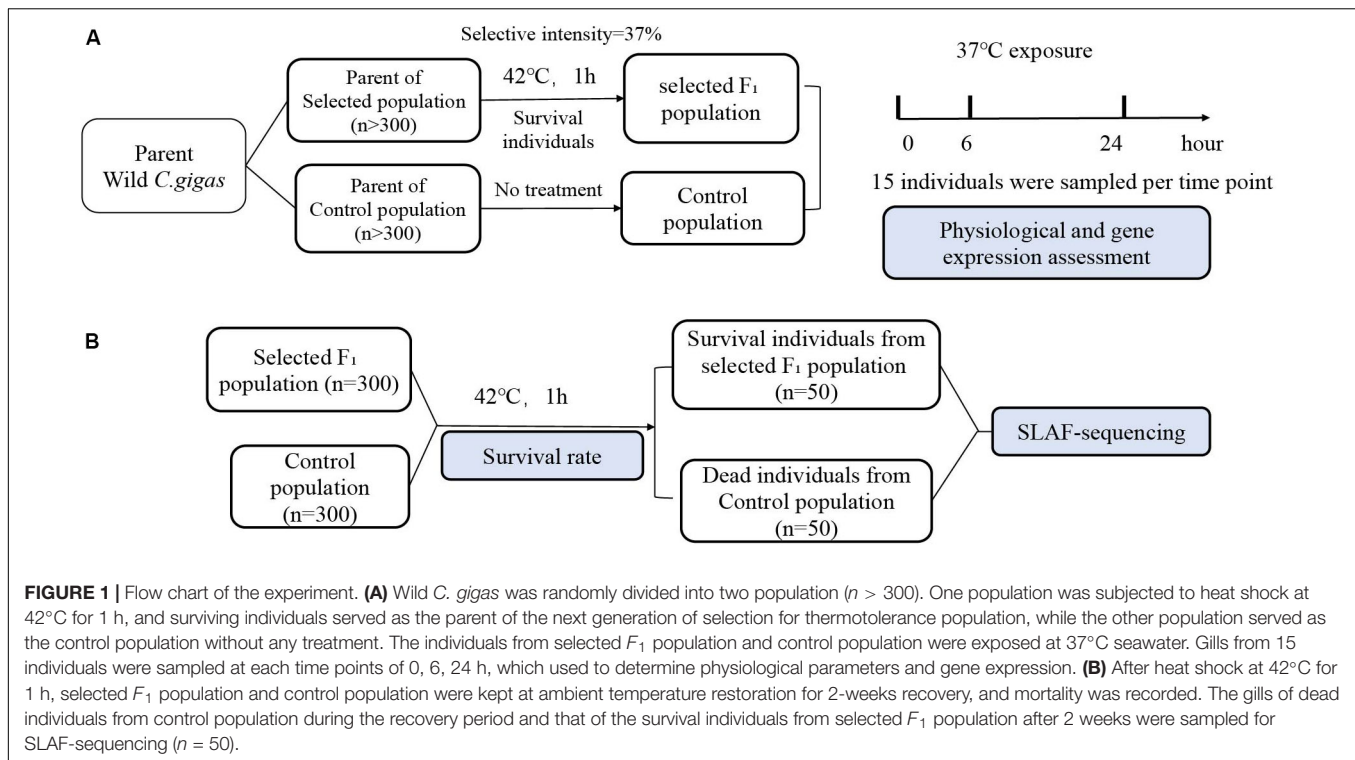 A
Selective intensity=37%
Parent
Wild C.gigas
Parent of
Selected population
(n>300)
42℃, 1h
Survival
individuals
selected F₁
population
Parent of
Control population
(n>300)
No treatment
Control
population
37℃ exposure
0 6 24 hour
15 individuals were sampled per time point
Physiological and gene
expression assessment
B
Selected F₁
population (n=300)
Control
population
(n=300)
42℃, 1h
Survival rate
Survival individuals from
selected F₁ population
(n=50)
Dead individuals from
Control population
(n=50)
SLAF-sequencing
FIGURE 1 | Flow chart of the experiment. (A) Wild C. gigas was randomly divided into two population (n > 300). One population was subjected to heat shock at
42°C for 1 h, and surviving individuals served as the parent of the next generation of selection for thermotolerance population, while the other population served as
the control population without any treatment. The individuals from selected F₁ population and control population were exposed at 37°C seawater. Gills from 15
individuals were sampled at each time points of 0, 6, 24 h, which used to determine physiological parameters and gene expression. (B) After heat shock at 42°C for
1 h, selected F₁ population and control population were kept at ambient temperature restoration for 2-weeks recovery, and mortality was recorded. The gills of dead
individuals from control population during the recovery period and that of the survival individuals from selected F₁ population after 2 weeks were sampled for
SLAF-sequencing (n = 50).